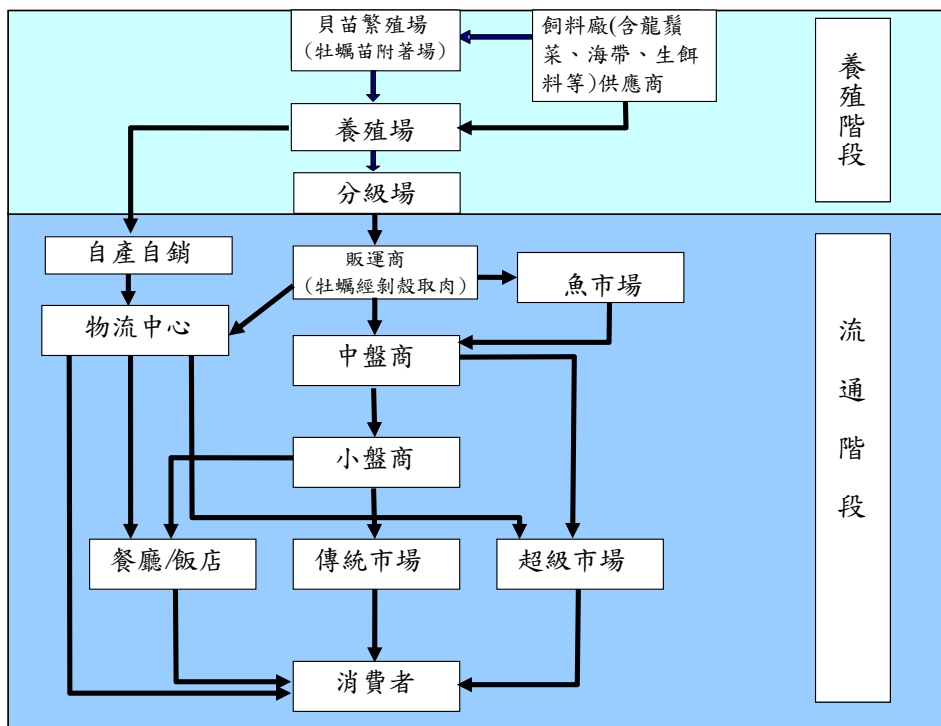 貝苗繁殖場
（牡蠣苗附著場）
飼料廠(含龍鬚
菜、海帶、生餌
料等)供應商
養殖階段
養殖場
分級場
自產自銷
販運商
（牡蠣經剝殼取肉）
魚市場
物流中心
中盤商
流通階段
小盤商
餐廳/飯店
傳統市場
超級市場
消費者